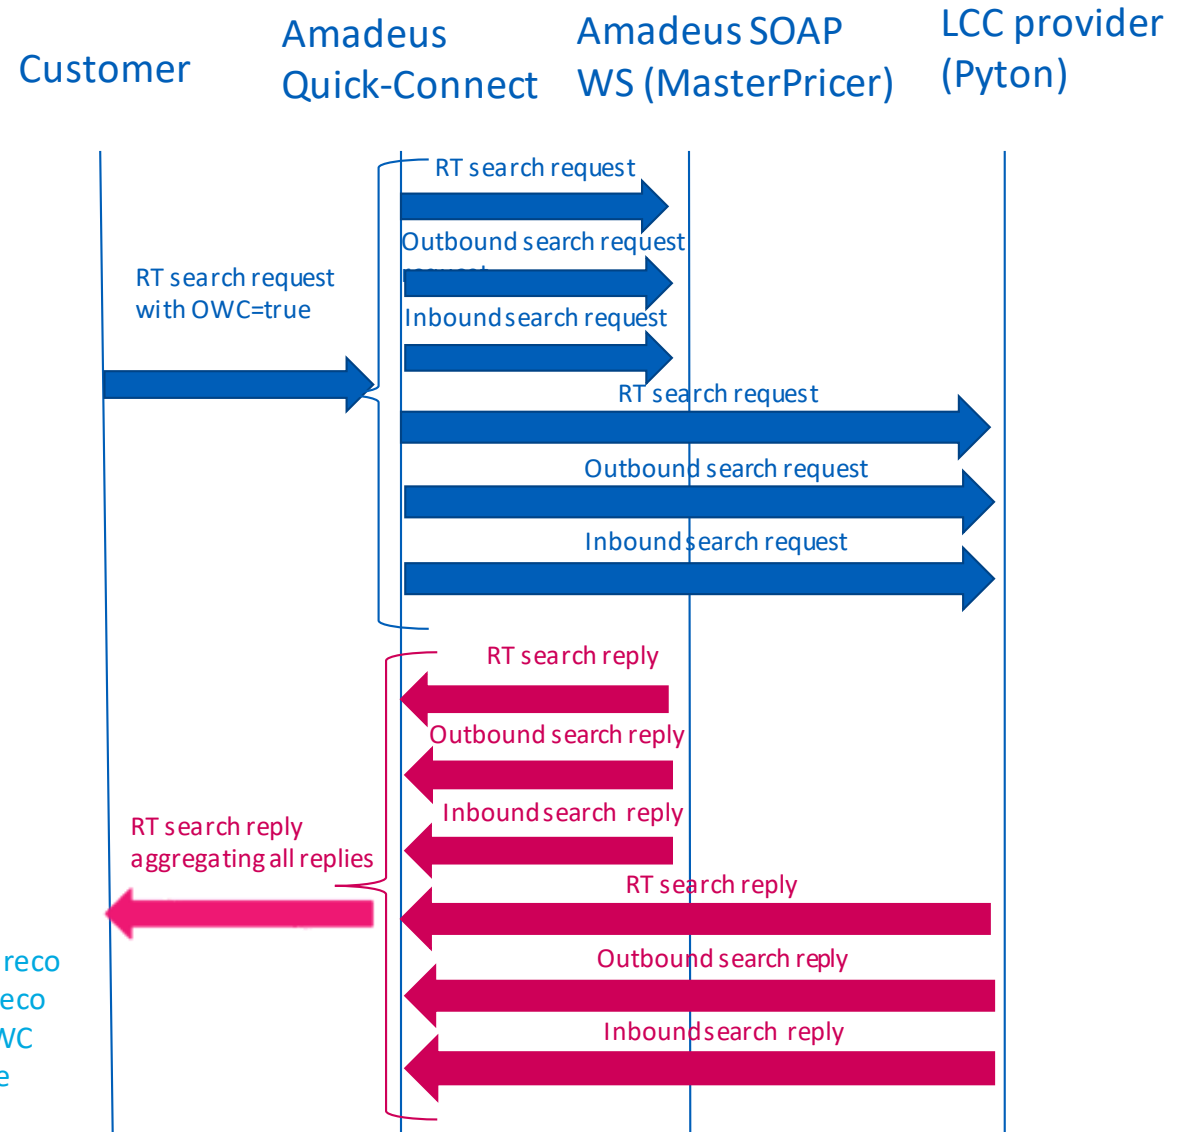 Customer
Amadeus
Quick-Connect
Amadeus SOAP
WS (MasterPricer)
LCC provider
(Pyton)
RT search request
Outbound search request
request
RT search request
with OWC=true
Inbound search request
RT search request
Outbound search request
Inbound search request
RT search reply
Outbound search reply
Inbound search reply
RT search reply
aggregating all replies
RT search reply
Outbound search reply
Inbound search reply
reco